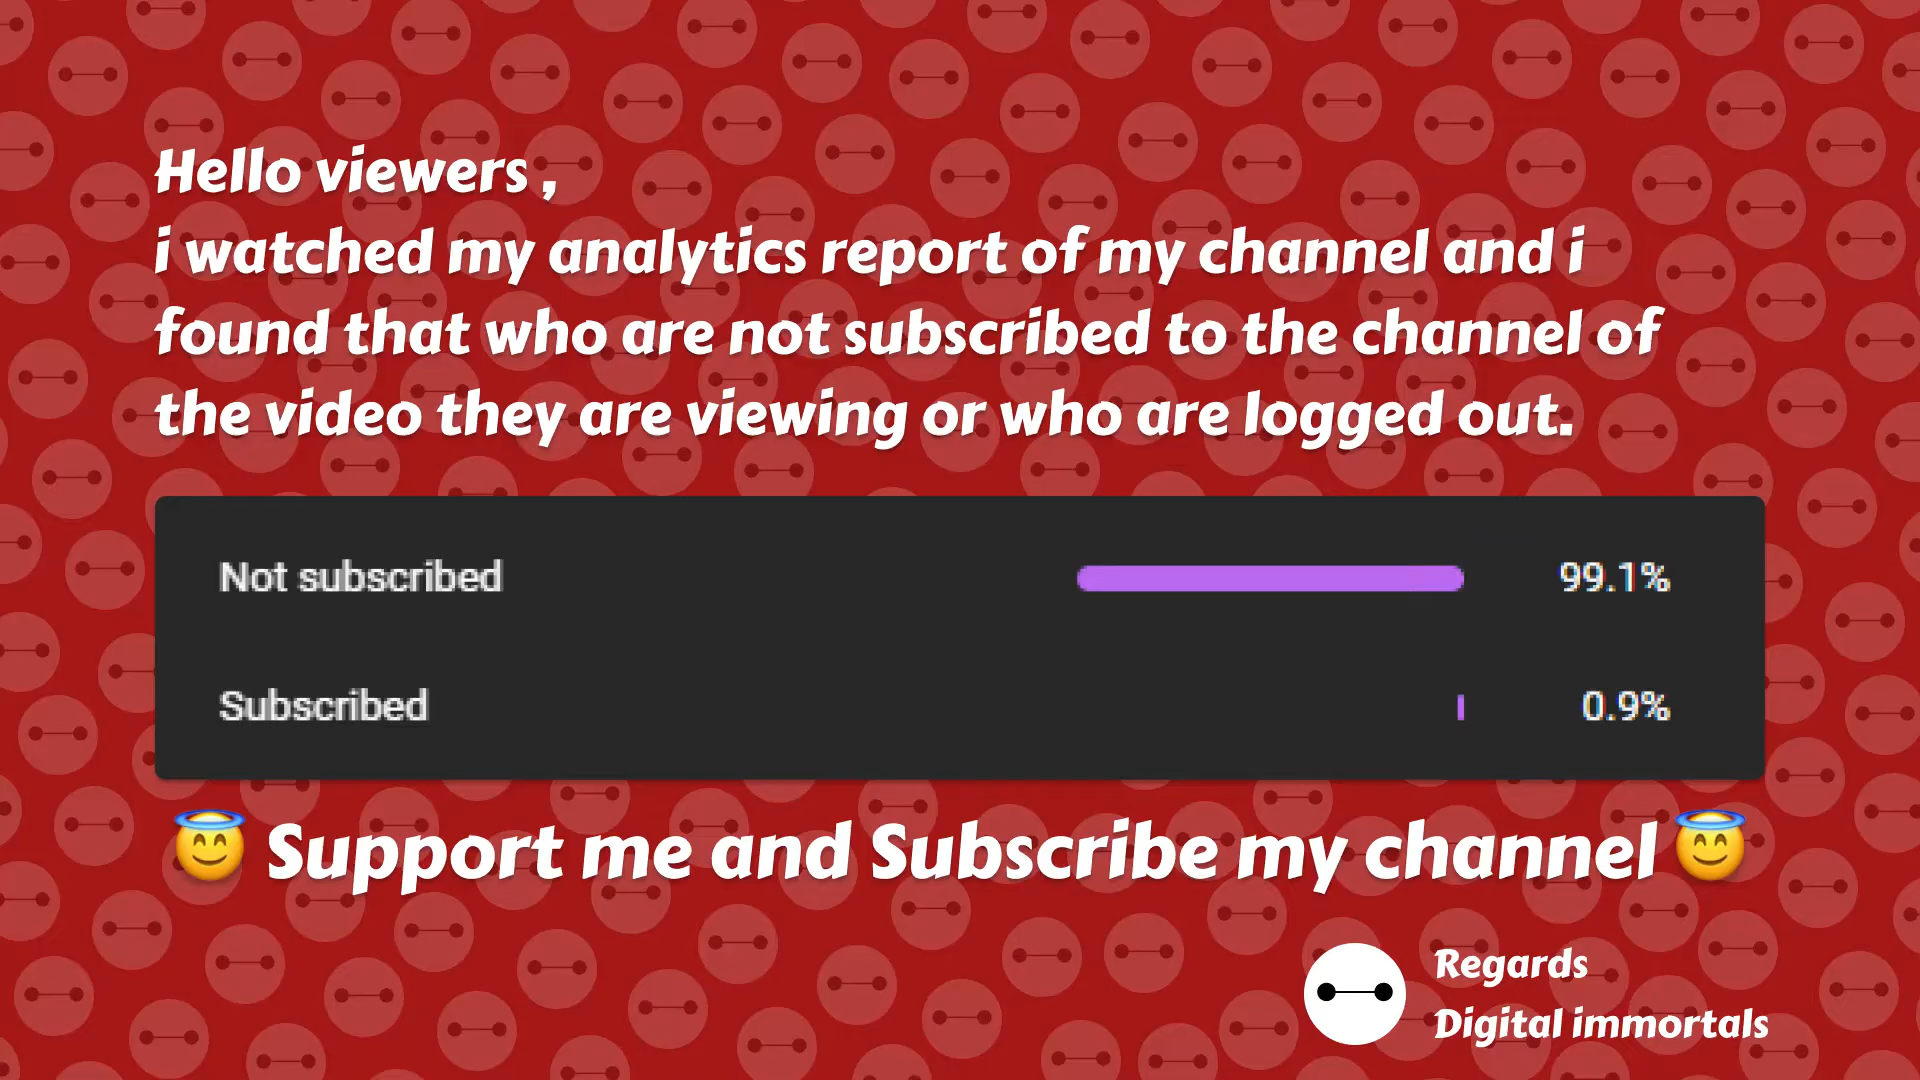 Hello viewers ,
i watched my analytics report of my channel and i
found that who are not subscribed to the channel of
the video they are viewing or who are logged out.
Not subscribed 99.1%
Subscribed 0.9%
😇 Support me and Subscribe my channel 😇
Regards
Digital immortals